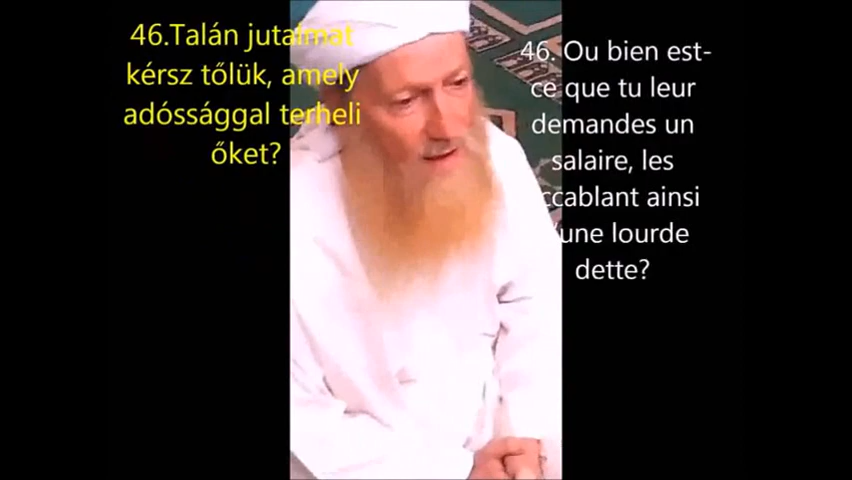 46.Talán jutalmat
kérsz tőlük, amely
adóssággal terheli
őket?
46. Ou bien est-
ce que tu leur
demandes un
salaire, les
ccablant ainsi
'une lourde
dette?